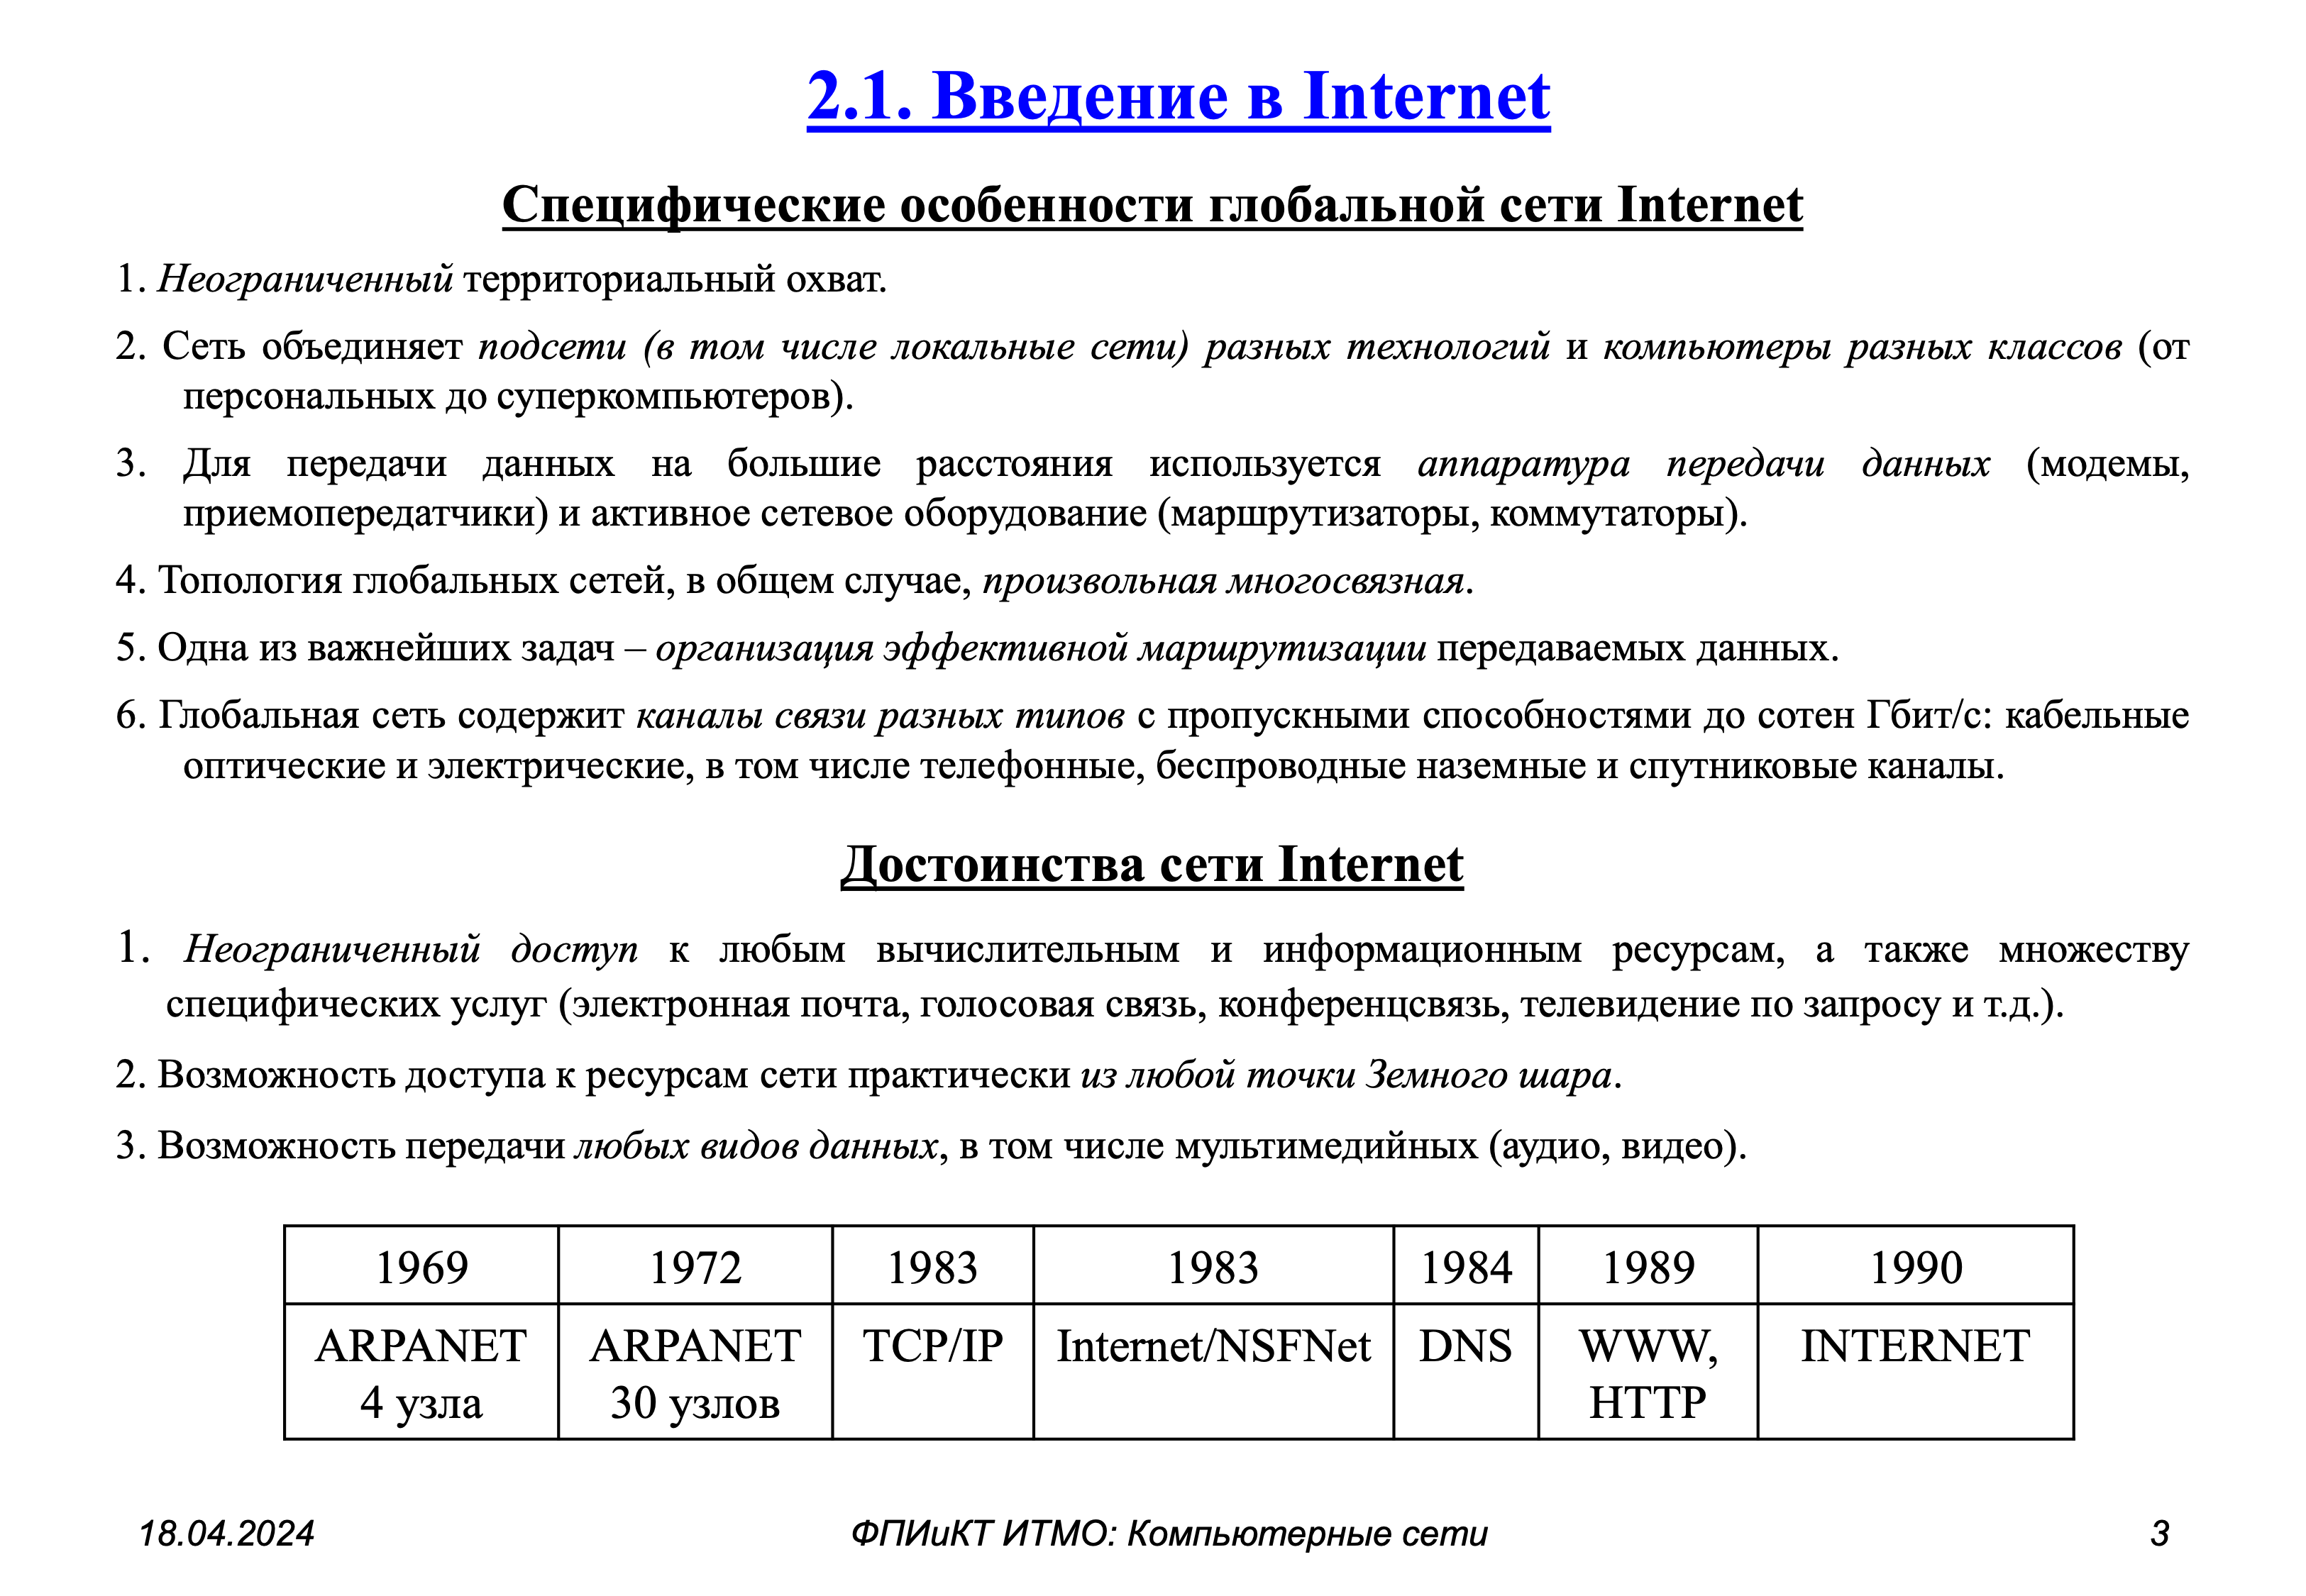 2.1. Введение в Internet
Специфические особенности глобальной сети Internet
1. Неограниченный территориальный охват.
2. Сеть объединяет подсети (в том числе локальные сети) разных технологий и компьютеры разных классов (от
персональных до суперкомпьютеров).
3. Для передачи данных на большие расстояния используется аппаратура передачи данных (модемы,
приемопередатчики) и активное сетевое оборудование (маршрутизаторы, коммутаторы).
4. Топология глобальных сетей, в общем случае, произвольная многосвязная.
5. Одна из важнейших задач – организация эффективной маршрутизации передаваемых данных.
6. Глобальная сеть содержит каналы связи разных типов с пропускными способностями до сотен Гбит/с: кабельные
оптические и электрические, в том числе телефонные, беспроводные наземные и спутниковые каналы.
Достоинства сети Internet
1. Неограниченный доступ к любым вычислительным и информационным ресурсам, а также множеству
специфических услуг (электронная почта, голосовая связь, конференцсвязь, телевидение по запросу и т.д.).
2. Возможность доступа к ресурсам сети практически из любой точки Земного шара.
3. Возможность передачи любых видов данных, в том числе мультимедийных (аудио, видео).
1969 1972 1983 1983 1984 1989 1990
ARPANET ARPANET TCP/IP Internet/NSFNet DNS WWW, INTERNET
4 узла 30 узлов HTTP
18.04.2024 ФПИиКТ ИТМО: Компьютерные сети 3